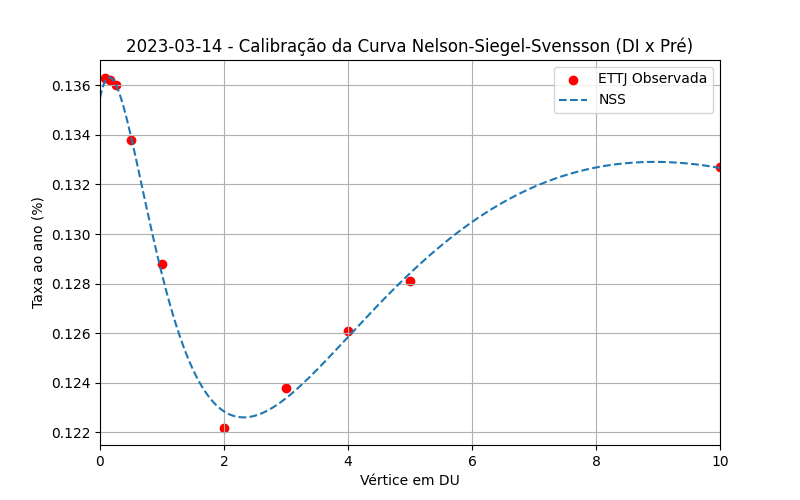 2023-03-14 - Calibração da Curva Nelson-Siegel-Svensson (DI x Pré)
ETTJ Observada
NSS
Taxa ao ano (%)
0.136
0.134
0.132
0.130
0.128
0.126
0.124
0.122
0 2 4 6 8 10
Vértice em DU